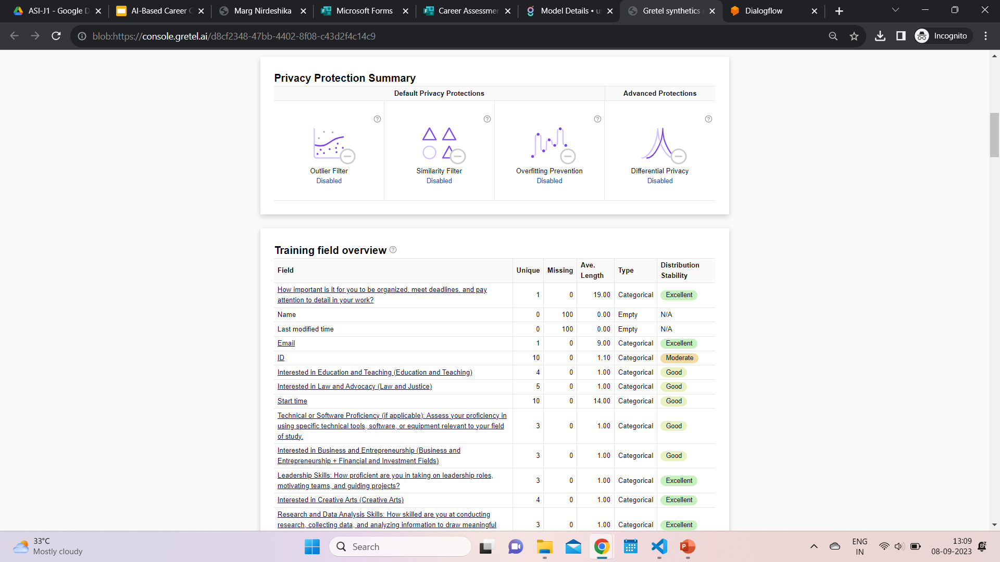 ASI-J1 - Google D
AI-Based Career C
Marg Nirdeshika
Microsoft Forms
Career Assessmen
Model Details • u
Gretel synthetics
Dialogflow
blob:https://console.gretel.ai/d8cf2348-47bb-4402-8f08-c43d2f4c14c9
Incognito
Privacy Protection Summary
Default Privacy Protections
Advanced Protections
Outlier Filter
Disabled
Similarity Filter
Disabled
Overfitting Prevention
Disabled
Differential Privacy
Disabled
Training field overview
Field Unique Missing Ave. Length Type Distribution Stability
How important is it for you to be organized, meet deadlines, and pay
attention to detail in your work? 1 0 19.00 Categorical Excellent
Name 0 100 0.00 Empty N/A
Last modified time 0 100 0.00 Empty N/A
Email 1 0 9.00 Categorical Excellent
ID 10 0 1.10 Categorical Moderate
Interested in Education and Teaching (Education and Teaching) 4 0 1.00 Categorical Good
Interested in Law and Advocacy (Law and Justice) 5 0 1.00 Categorical Good
Start time 10 0 14.00 Categorical Good
Technical or Software Proficiency (if applicable): Assess your proficiency in
using specific technical tools, software, or equipment relevant to your field 3 0 1.00 Categorical Good
of study.
Interested in Business and Entrepreneurship (Business and
Entrepreneurship + Financial and Investment Fields) 3 0 1.00 Categorical Good
Leadership Skills: How proficient are you in taking on leadership roles,
motivating teams, and guiding projects? 3 0 1.00 Categorical Excellent
Interested in Creative Arts (Creative Arts) 4 0 1.00 Categorical Excellent
Research and Data Analysis Skills: How skilled are you at conducting
research, collecting data, and analyzing information to draw meaningful 3 0 1.00 Categorical Excellent
33°C
Mostly cloudy
Search
ENG
IN
13:09
08-09-2023